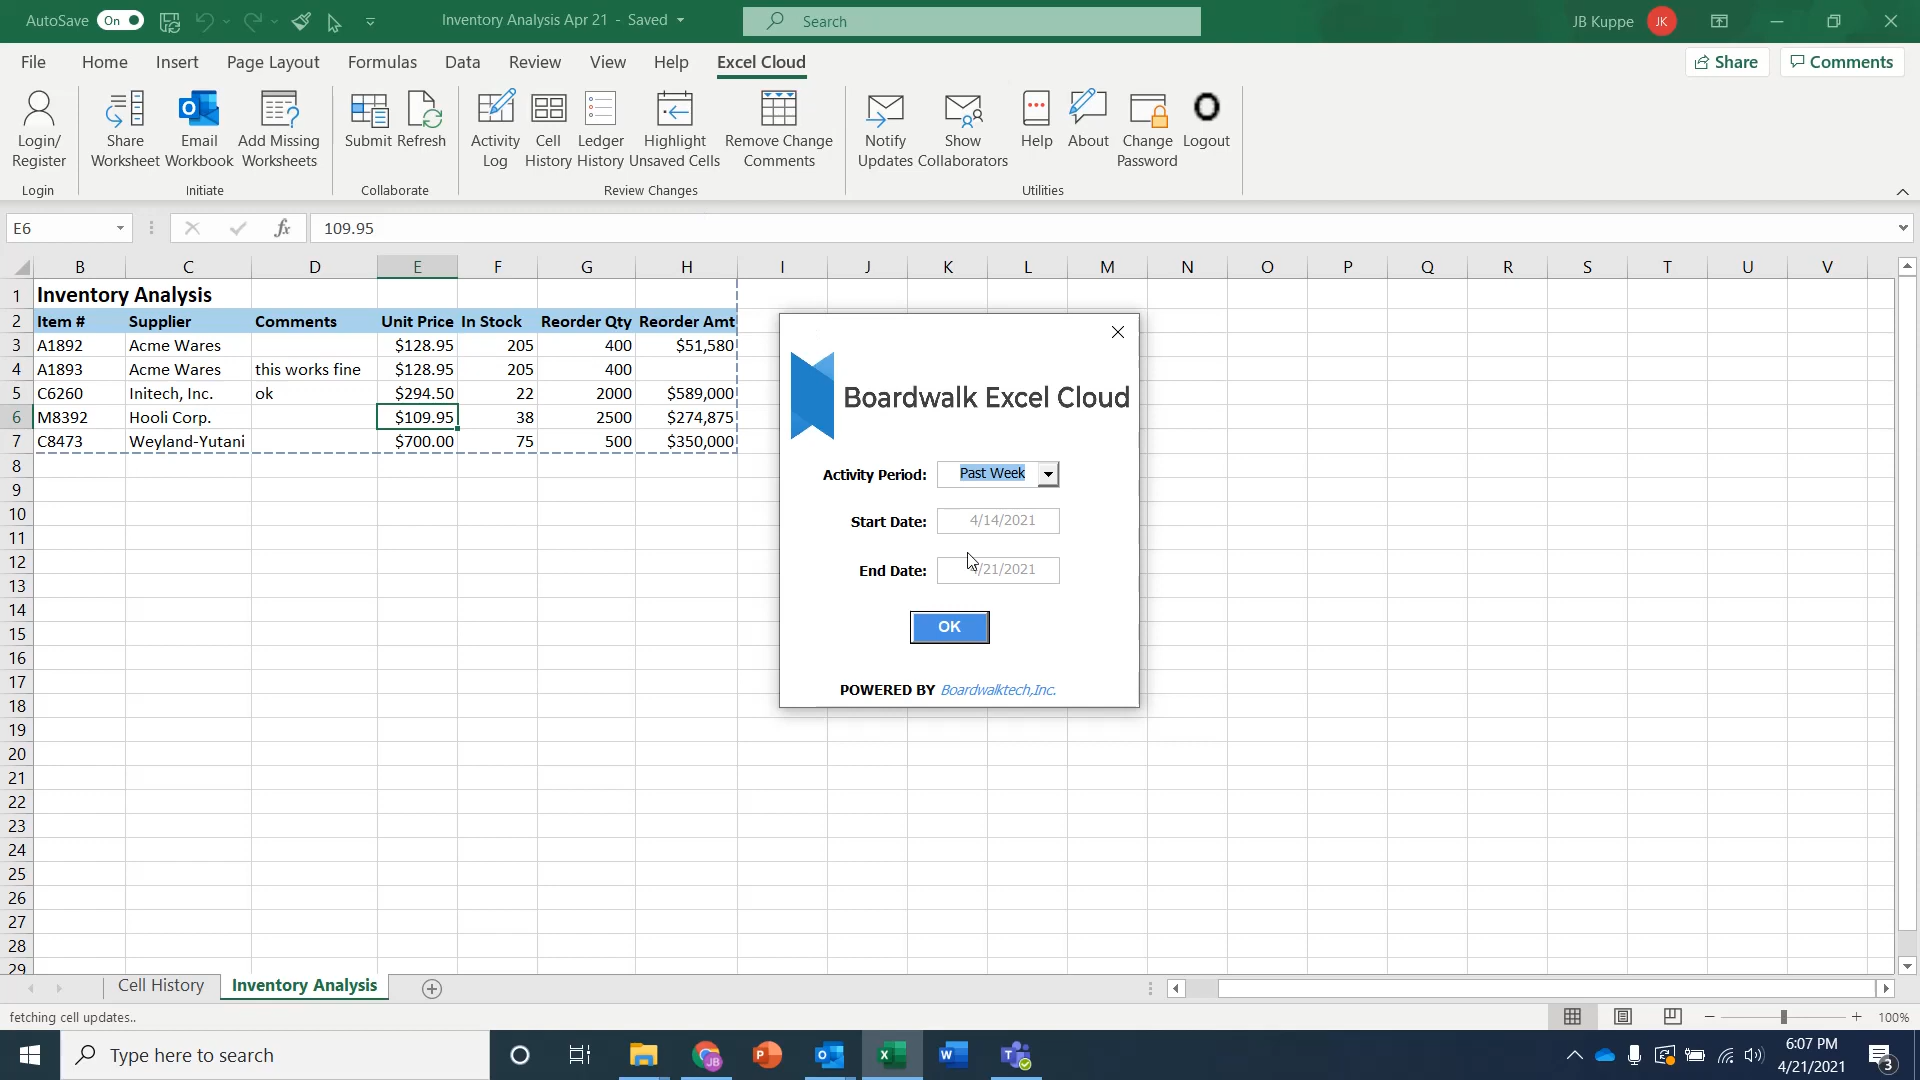 AutoSave On Inventory Analysis Apr 21 - Saved Search JB Kuppe JK
File Home Insert Page Layout Formulas Data Review View Help Excel Cloud Share Comments
Login/ Register
Share Worksheet
Email Workbook
Add Missing Worksheets
Submit
Refresh
Activity Log
Cell History
Ledger History
Highlight Unsaved Cells
Remove Change Comments
Notify Updates
Show Collaborators
Help
About
Change Password
Logout
Login Initiate Collaborate Review Changes Utilities
E6 fx 109.95
B C D E F G H I J K L M N O P Q R S T U V
1 Inventory Analysis
2 Item # Supplier Comments Unit Price In Stock Reorder Qty Reorder Amt
3 A1892 Acme Wares $128.95 205 400 $51,580
4 A1893 Acme Wares this works fine $128.95 205 400
5 C6260 Initech, Inc. ok $294.50 22 2000 $589,000
6 M8392 Hooli Corp. $109.95 38 2500 $274,875
7 C8473 Weyland-Yutani $700.00 75 500 $350,000
8
9
10
11
12
13
14
15
16
17
18
19
20
21
22
23
24
25
26
27
28
29
Boardwalk Excel Cloud
Activity Period: Past Week
Start Date: 4/14/2021
End Date: 4/21/2021
OK
POWERED BY Boardwalktech,Inc.
Cell History Inventory Analysis
fetching cell updates.. 100%
Type here to search
6:07 PM
4/21/2021
3